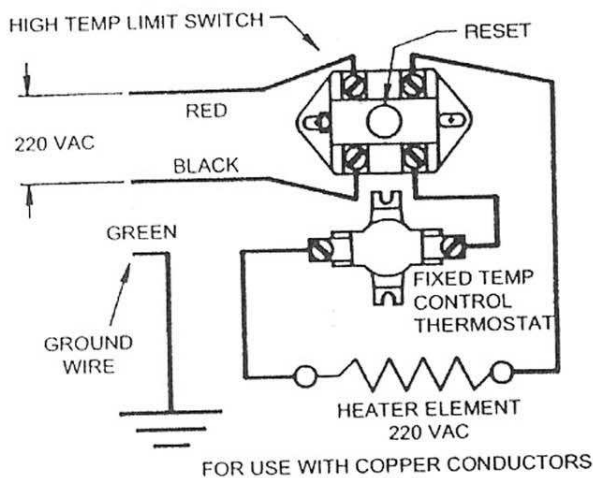 HIGH TEMP LIMIT SWITCH
RESET
RED
220 VAC
BLACK
GREEN
FIXED TEMP
CONTROL
THERMOSTAT
GROUND
WIRE
HEATER ELEMENT
220 VAC
FOR USE WITH COPPER CONDUCTORS